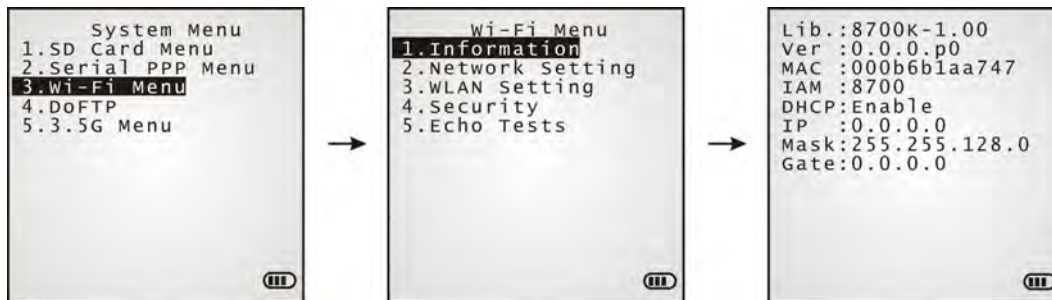 System Menu
1.SD Card Menu
2.Serial PPP Menu
3.Wi-Fi Menu
4.DoFTP
5.3.5G Menu
Wi-Fi Menu
1.Information
2.Network Setting
3.WLAN Setting
4.Security
5.Echo Tests
Lib.:8700K-1.00
Ver :0.0.0.p0
MAC :000b6b1aa747
IAM :8700
DHCP:Enable
IP :0.0.0.0
Mask:255.255.128.0
Gate:0.0.0.0